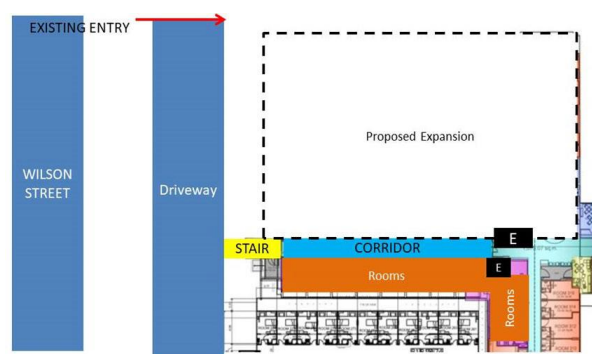 EXISTING ENTRY
Proposed Expansion
WILSON
STREET
Driveway
E
STAIR
CORRIDOR
E
Rooms
Rooms